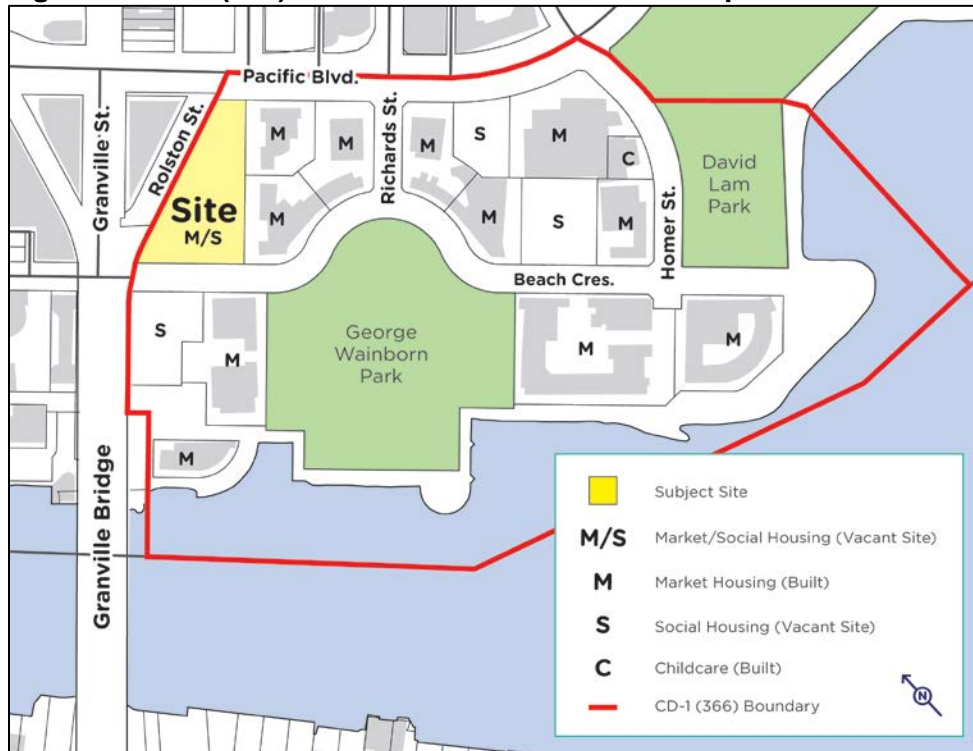 Pacific Blvd.
Granville St.
Rolston St.
Richards St.
M
M
M
S
M
C
David
Lam
Park
Site
M/S
M
M
S
M
Homer St.
Beach Cres.
S
M
George
Wainborn
Park
M
M
M
Granville Bridge
Subject Site
M/S Market/Social Housing (Vacant Site)
M Market Housing (Built)
S Social Housing (Vacant Site)
C Childcare (Built)
CD-1 (366) Boundary
N